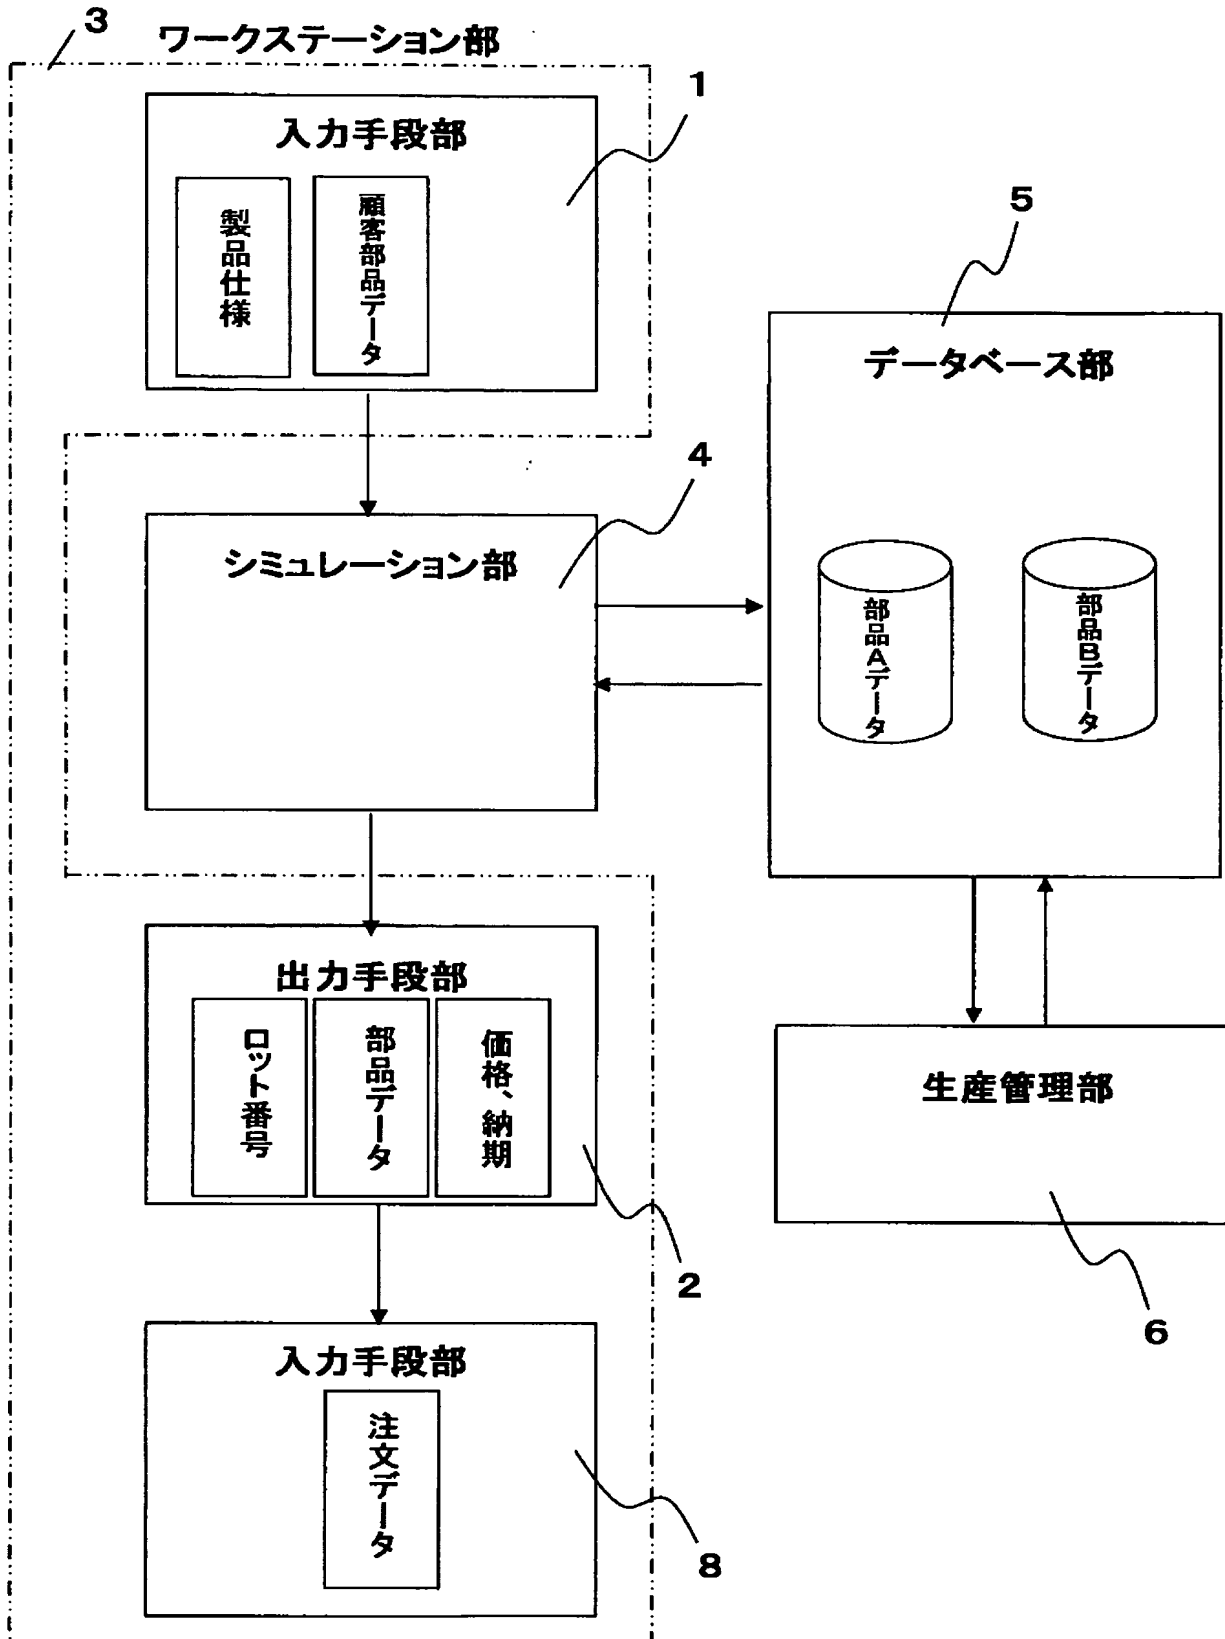 3
ワークステーション部
1
入力手段部
製品仕様
顧客部品データ
5
データベース部
4
シミュレーション部
部品Aデータ
部品Bデータ
出力手段部
ロット番号
部品データ
価格、納期
2
生産管理部
6
入力手段部
注文データ
8